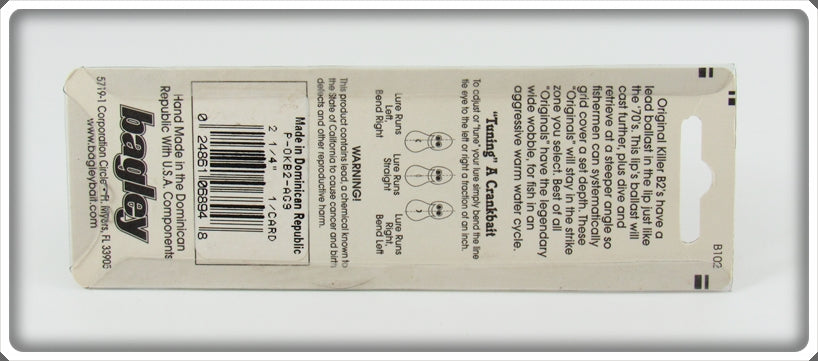 B102
Original Killer B2's have a
lead ballast in the lip just like
the '70's. This lip's ballast will
cast further, plus dive and
retrieve at a steeper angle so
fishermen can systematically
grid cover a set depth. These
"Originals" will stay in the strike
zone you select. Best of all
"Originals" have the legendary
wide wobble, for fish in an
aggressive warm water cycle.
"Tuning" A Crankbait
To adjust or "tune" your lure simply bend the line
tie eye to the left or right a fraction of an inch.
Lure Runs
Left,
Bend Right
Lure Runs
Straight
Lure Runs
Right,
Bend Left
WARNING!
This product contains lead, a chemical known to
the State of California to cause cancer and birth
defects and other reproductive harm.
Made in Dominican Republic
P-OKB2-AG9
2 1/4" 1/CARD
0 24861 06894 8
Hand Made in the Dominican
Republic With U.S.A. Components
bagley
5719-1 Corporation Circle • Ft. Myers, FL 33905
www.bagleybait.com